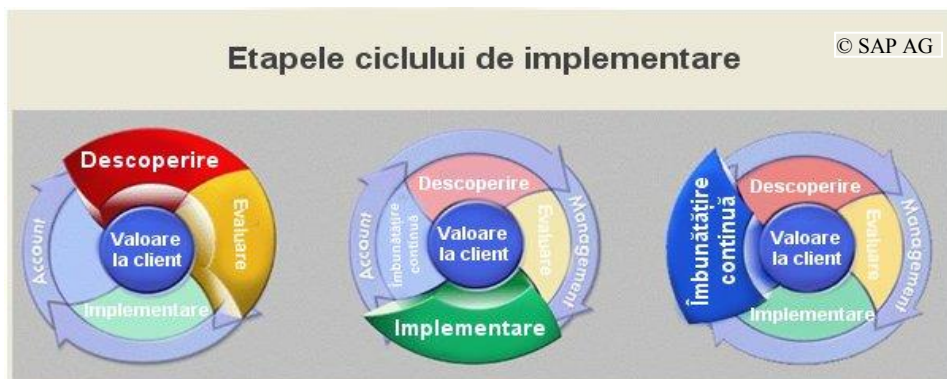 Etapele ciclului de implementare
© SAP AG
Descoperire
Evaluare
Valoare
la client
Account
Implementare
Descoperire
Evaluare
Valoare
la client
Account
Management
Îmbunătățire
continuă
Implementare
Descoperire
Evaluare
Valoare
la client
Management
Îmbunătățire
continuă
Implementare